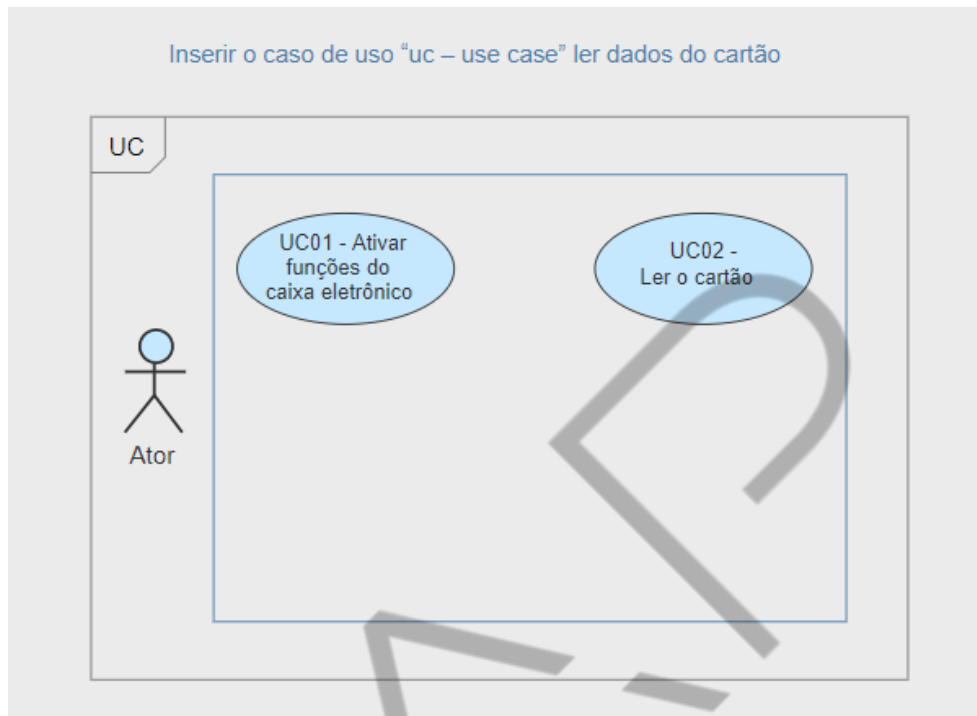 Inserir o caso de uso “uc – use case” ler dados do cartão
UC
UC01 - Ativar
funções do
caixa eletrônico
UC02 -
Ler o cartão
Ator